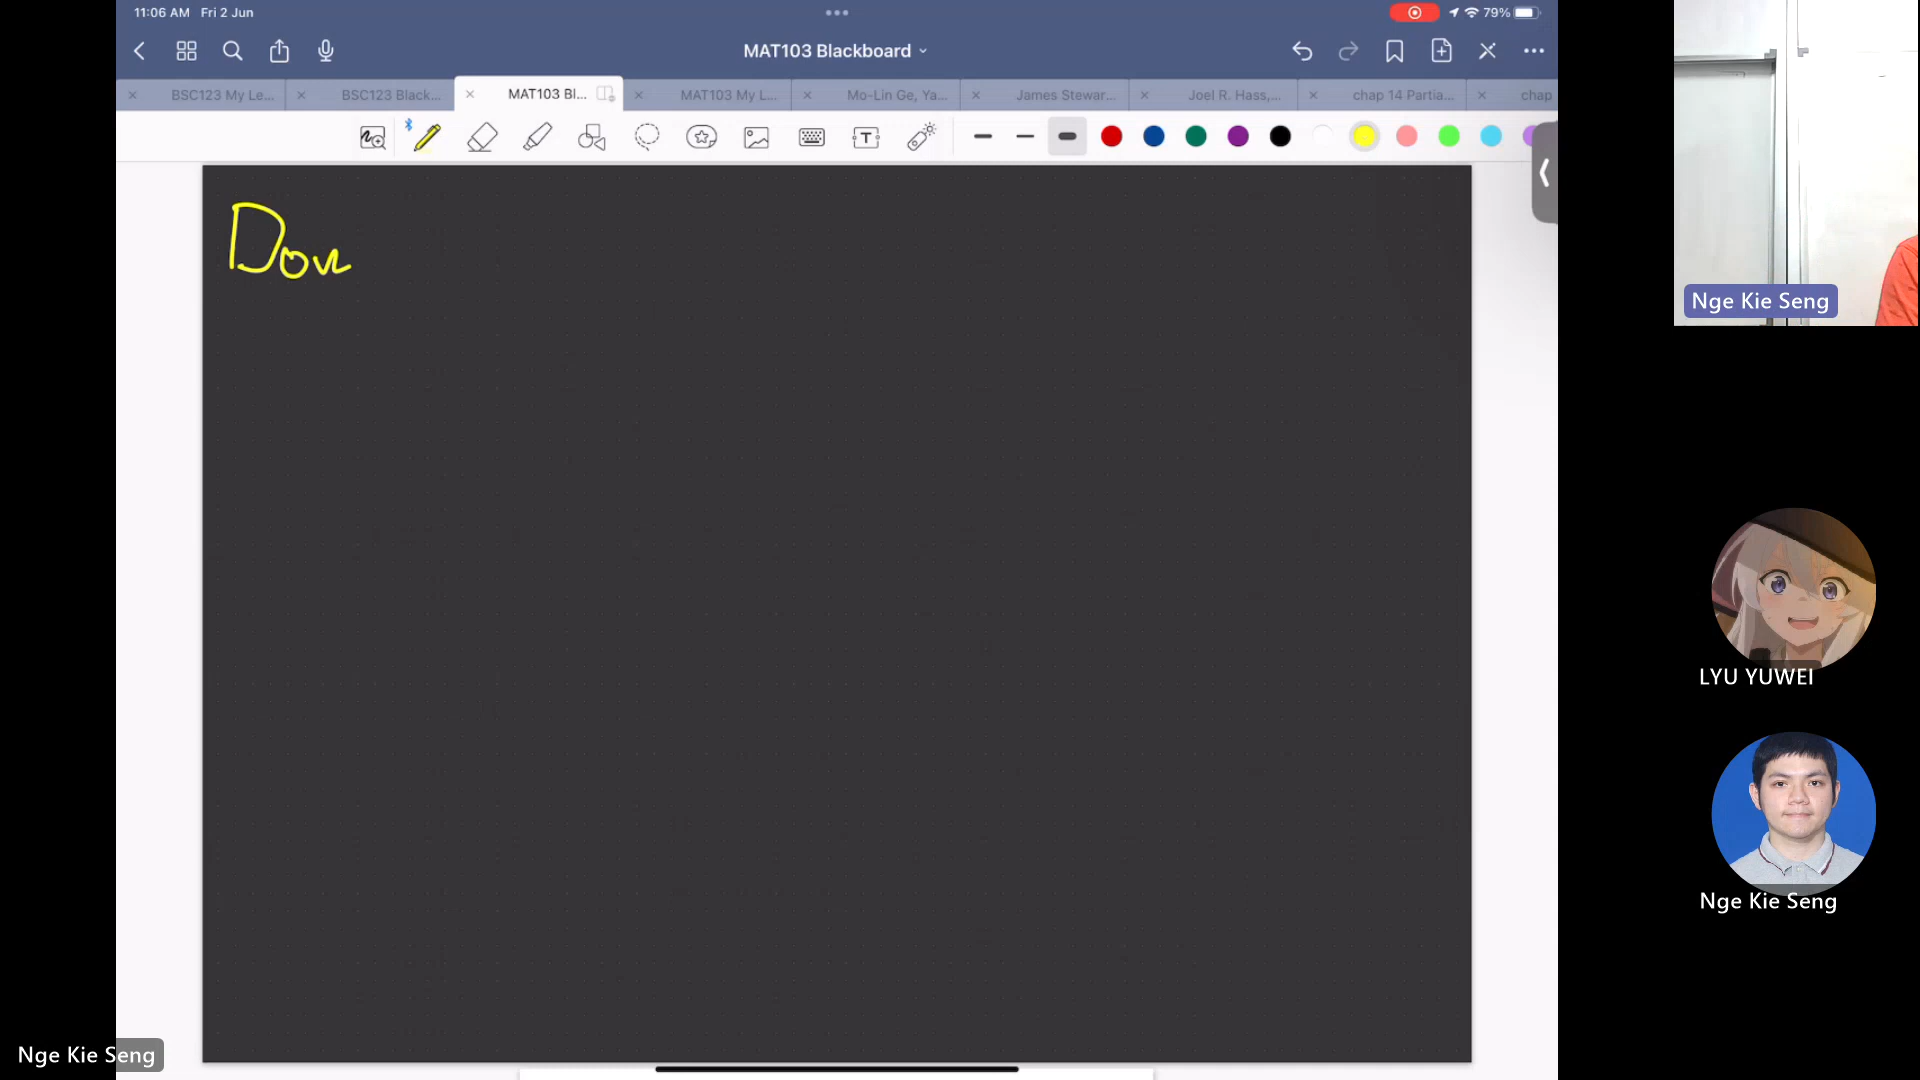 11:06 AM Fri 2 Jun
79%
MAT103 Blackboard
BSC123 My Le...
BSC123 Black...
MAT103 Bl...
MAT103 My L...
Mo-Lin Ge, Ya...
James Stewar...
Joel R. Hass,...
chap 14 Partia...
chap
T
Don
Nge Kie Seng
LYU YUWEI
Nge Kie Seng
Nge Kie Seng